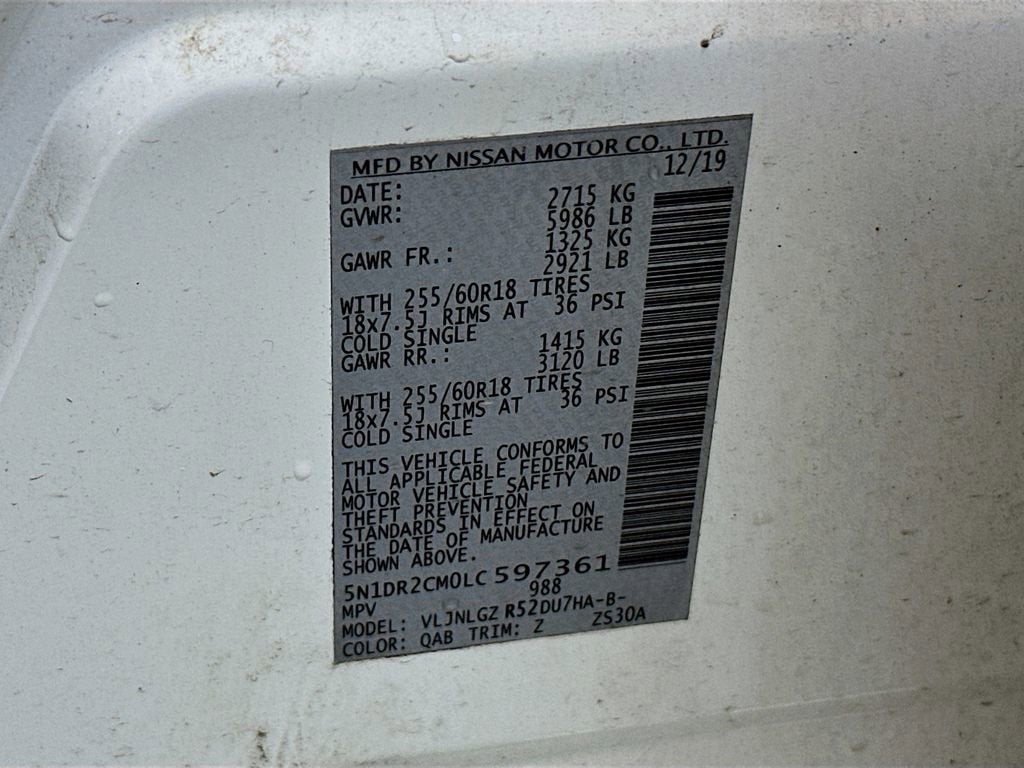 MFD BY NISSAN MOTOR CO., LTD.
DATE: 12/19
GVWR: 2715 KG
5986 LB
GAWR FR.: 1325 KG
2921 LB
WITH 255/60R18 TIRES
18x7.5J RIMS AT 36 PSI
COLD SINGLE
GAWR RR.: 1415 KG
3120 LB
WITH 255/60R18 TIRES
18x7.5J RIMS AT 36 PSI
COLD SINGLE
THIS VEHICLE CONFORMS TO
ALL APPLICABLE FEDERAL
MOTOR VEHICLE SAFETY AND
THEFT PREVENTION
STANDARDS IN EFFECT ON
THE DATE OF MANUFACTURE
SHOWN ABOVE.
5N1DR2CM0LC597361
MPV 988
MODEL: VLJNLGZ R52DU7HA-B-
COLOR: QAB TRIM: Z ZS30A